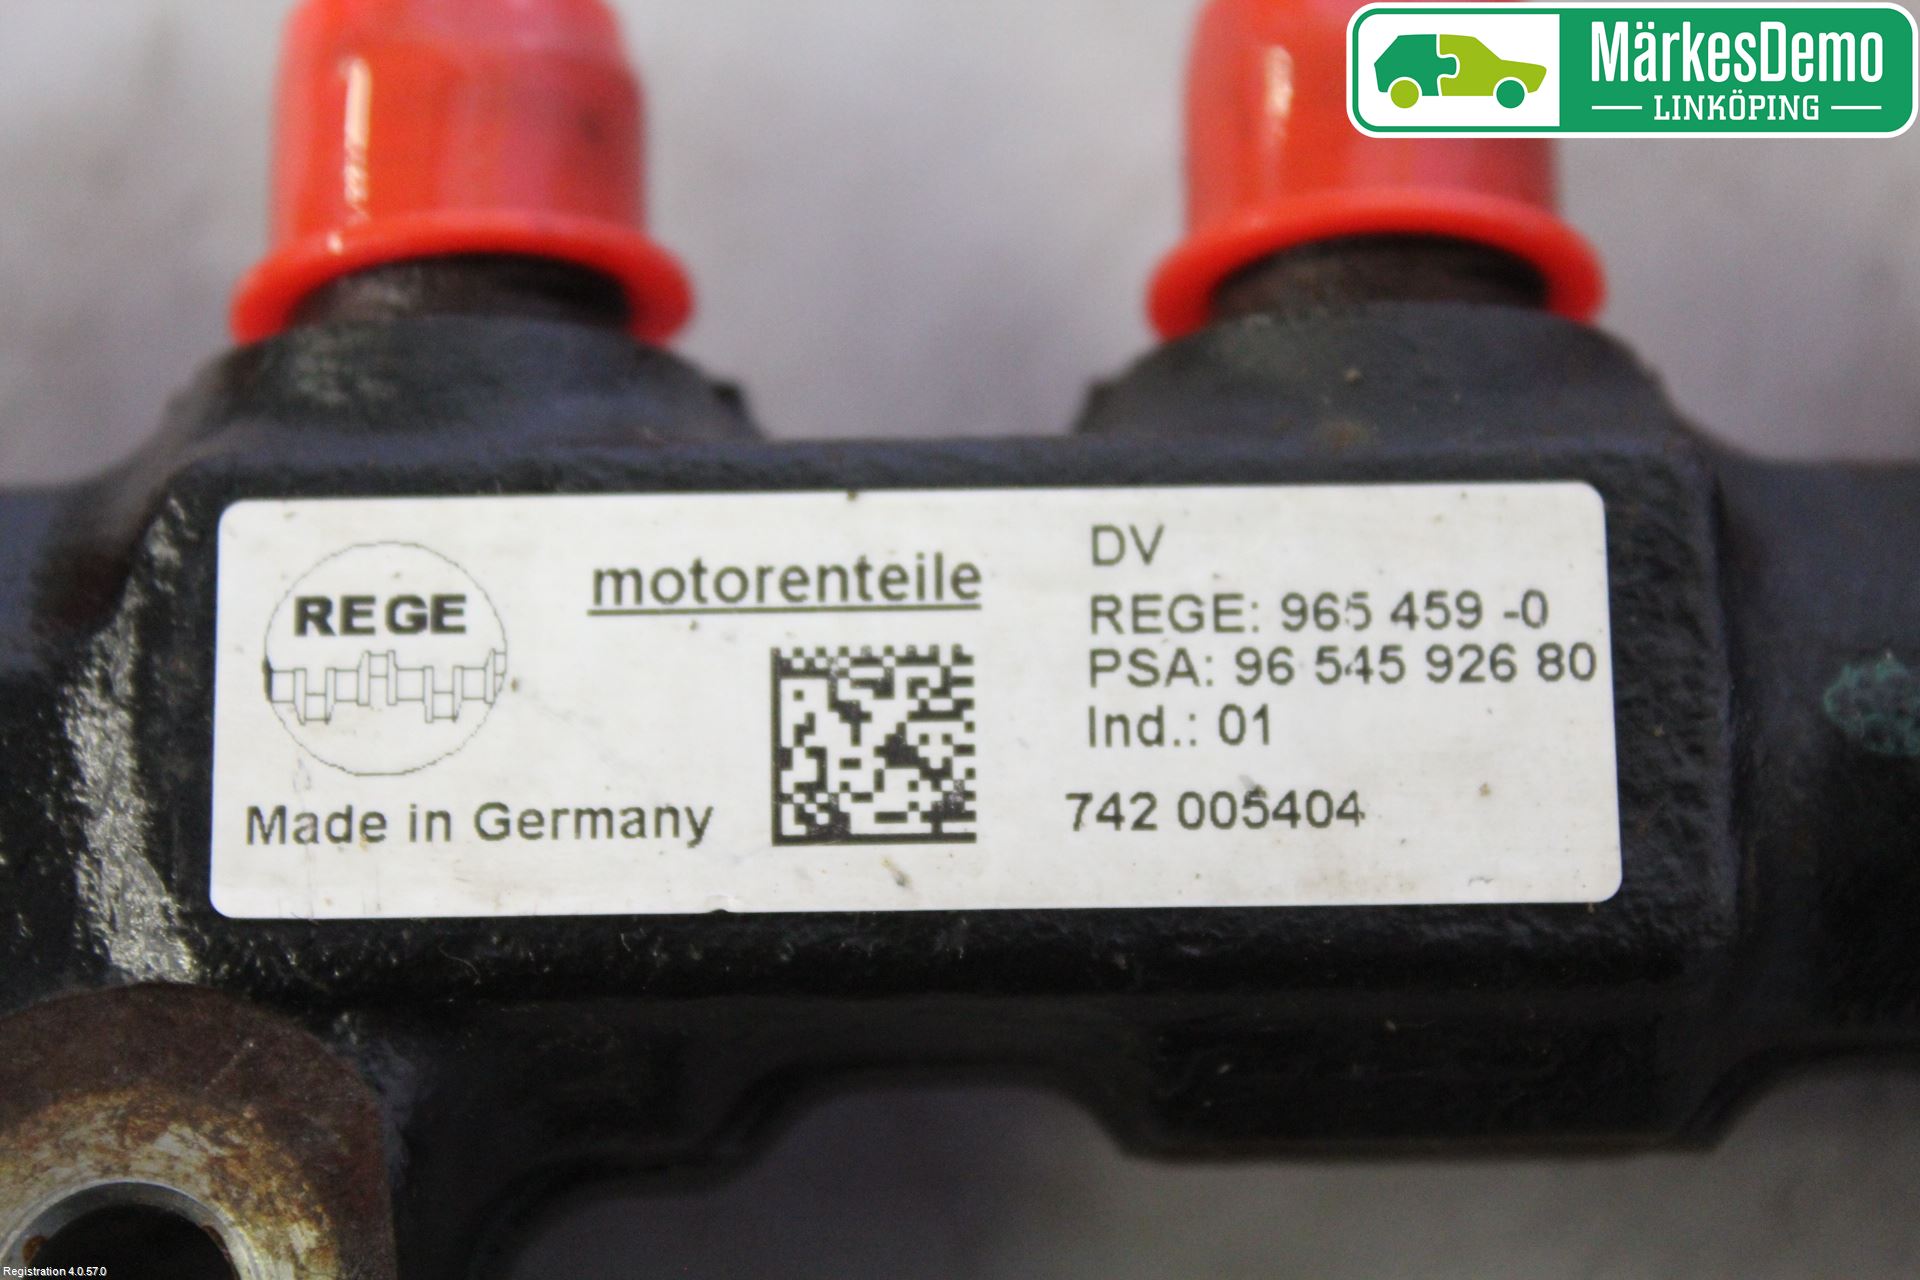 MärkesDemo
LINKÖPING
REGE
motorenteile
Made in Germany
DV
REGE: 965 459 -0
PSA: 96 545 926 80
Ind.: 01
742 005404
Registration 4.0.57.0